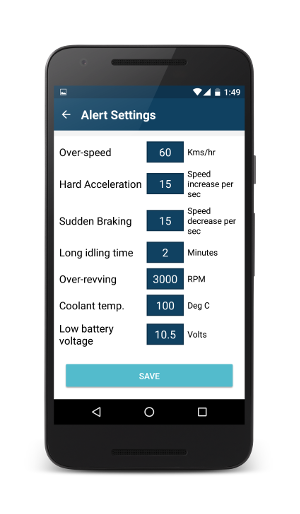 1:49
Alert Settings
Over-speed 60 Kms/hr
Hard Acceleration 15 Speed
increase per
sec
Sudden Braking 15 Speed
decrease per
sec
Long idling time 2 Minutes
Over-revving 3000 RPM
Coolant temp. 100 Deg C
Low battery
voltage 10.5 Volts
SAVE